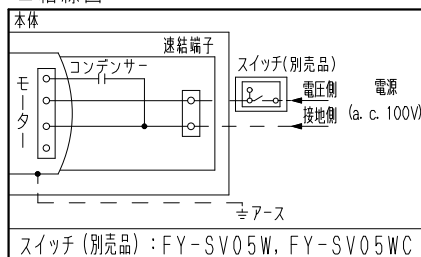 本体
速結端子
コンデンサー
モーター
スイッチ(別売品)
電圧側
電源
接地側
(a. c. 100V)
アース
スイッチ (別売品) : FY-SV05W, FY-SV05WC